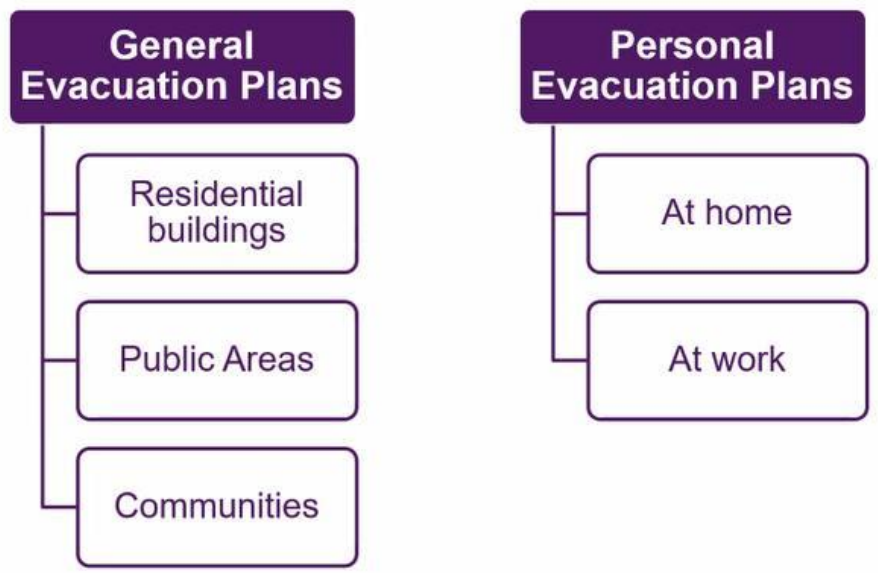 General
Evacuation Plans
Residential
buildings
Public Areas
Communities
Personal
Evacuation Plans
At home
At work